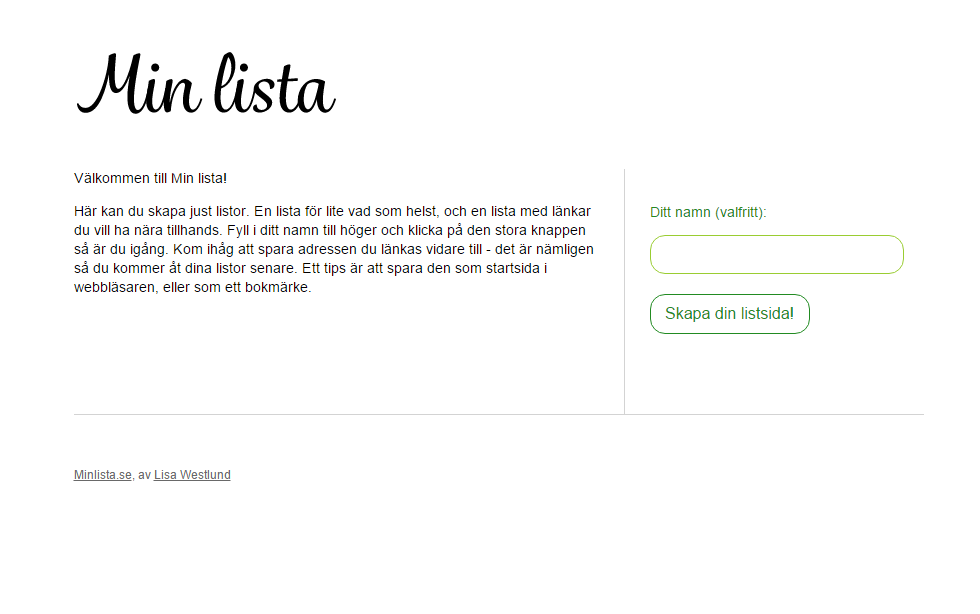 Min lista
Välkommen till Min lista!
Här kan du skapa just listor. En lista för lite vad som helst, och en lista med länkar
du vill ha nära tillhands. Fyll i ditt namn till höger och klicka på den stora knappen
så är du igång. Kom ihåg att spara adressen du länkas vidare till - det är nämligen
så du kommer åt dina listor senare. Ett tips är att spara den som startsida i
webbläsaren, eller som ett bokmärke.
Ditt namn (valfritt):
Skapa din listsida!
Minlista.se, av Lisa Westlund